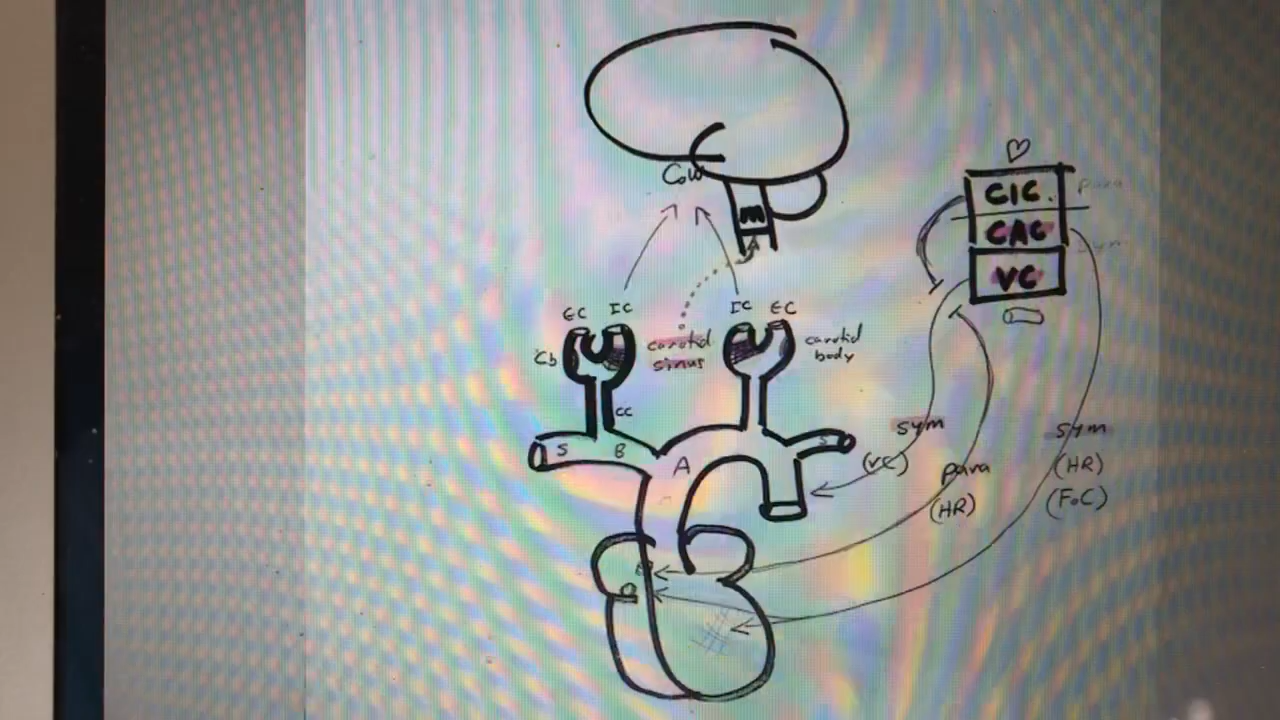 CoW
m
CIC
para
CAC
sym
VC
EC
IC
IC
EC
Cb
carotid
sinus
carotid
body
CC
S
B
A
S
sym
(VC)
para
(HR)
sym
(HR)
(FoC)